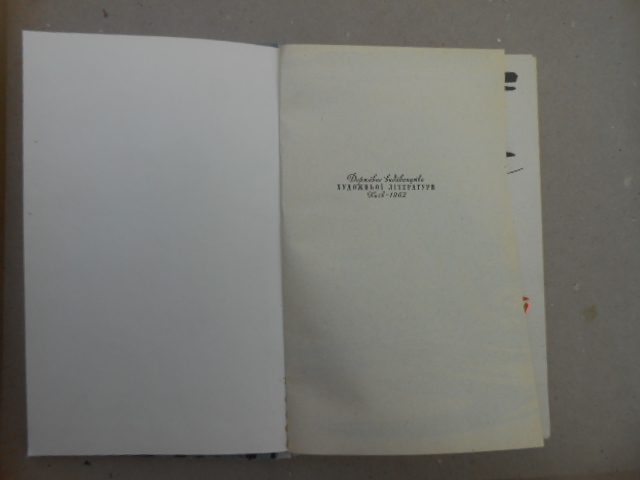 Державне видавництво
ХУДОЖНЬОЇ ЛІТЕРАТУРИ
Київ—1962